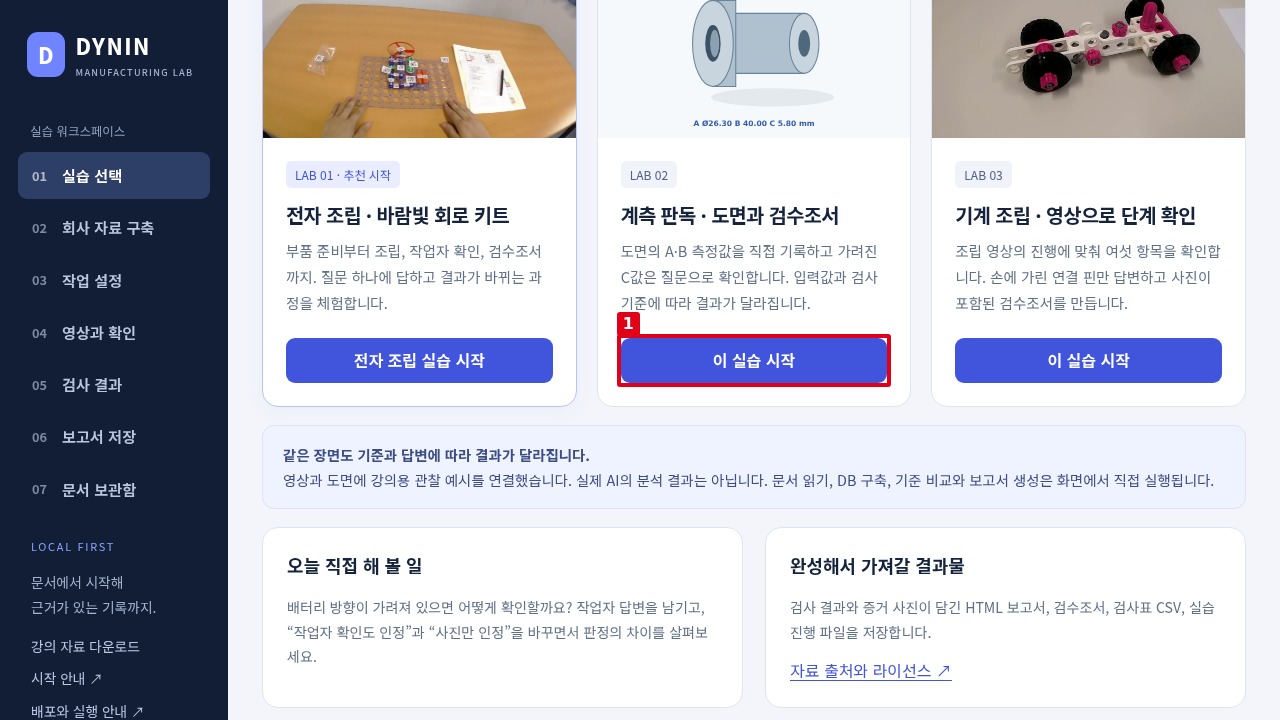 D
DYNIN
MANUFACTURING LAB
실습 워크스페이스
01 실습 선택
02 회사 자료 구축
03 작업 설정
04 영상과 확인
05 검사 결과
06 보고서 저장
07 문서 보관함
LOCAL FIRST
문서에서 시작해
근거가 있는 기록까지.
강의 자료 다운로드
시작 안내 ↗
배포와 실행 안내 ↗
LAB 01 · 추천 시작
전자 조립 · 바람빛 회로 키트
부품 준비부터 조립, 작업자 확인, 검수조서
까지. 질문 하나에 답하고 결과가 바뀌는 과
정을 체험합니다.
전자 조립 실습 시작
A Ø26.30 B 40.00 C 5.80 mm
LAB 02
계측 판독 · 도면과 검수조서
도면의 A·B 측정값을 직접 기록하고 가려진
C값은 질문으로 확인합니다. 입력값과 검사
기준에 따라 결과가 달라집니다.
1
이 실습 시작
LAB 03
기계 조립 · 영상으로 단계 확인
조립 영상의 진행에 맞춰 여섯 항목을 확인합
니다. 손에 가린 연결 핀만 답변하고 사진이
포함된 검수조서를 만듭니다.
이 실습 시작
같은 장면도 기준과 답변에 따라 결과가 달라집니다.
영상과 도면에 강의용 관찰 예시를 연결했습니다. 실제 AI의 분석 결과는 아닙니다. 문서 읽기, DB 구축, 기준 비교와 보고서 생성은 화면에서 직접 실행됩니다.
오늘 직접 해 볼 일
배터리 방향이 가려져 있으면 어떻게 확인할까요? 작업자 답변을 남기고,
“작업자 확인도 인정”과 “사진만 인정”을 바꾸면서 판정의 차이를 살펴보
세요.
완성해서 가져갈 결과물
검사 결과와 증거 사진이 담긴 HTML 보고서, 검수조서, 검사표 CSV, 실습
진행 파일을 저장합니다.
자료 출처와 라이선스 ↗